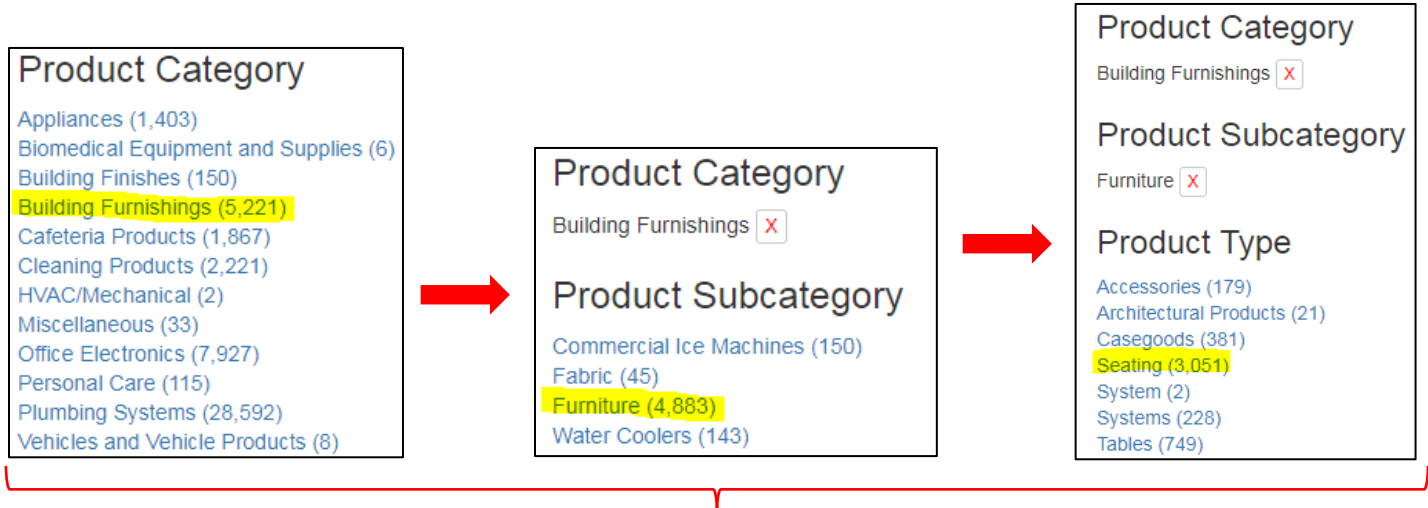 Product Category
Appliances (1,403)
Biomedical Equipment and Supplies (6)
Building Finishes (150)
Building Furnishings (5,221)
Cafeteria Products (1,867)
Cleaning Products (2,221)
HVAC/Mechanical (2)
Miscellaneous (33)
Office Electronics (7,927)
Personal Care (115)
Plumbing Systems (28,592)
Vehicles and Vehicle Products (8)
Product Category
Building Furnishings X
Product Subcategory
Commercial Ice Machines (150)
Fabric (45)
Furniture (4,883)
Water Coolers (143)
Product Category
Building Furnishings X
Product Subcategory
Furniture X
Product Type
Accessories (179)
Architectural Products (21)
Casegoods (381)
Seating (3,051)
System (2)
Systems (228)
Tables (749)